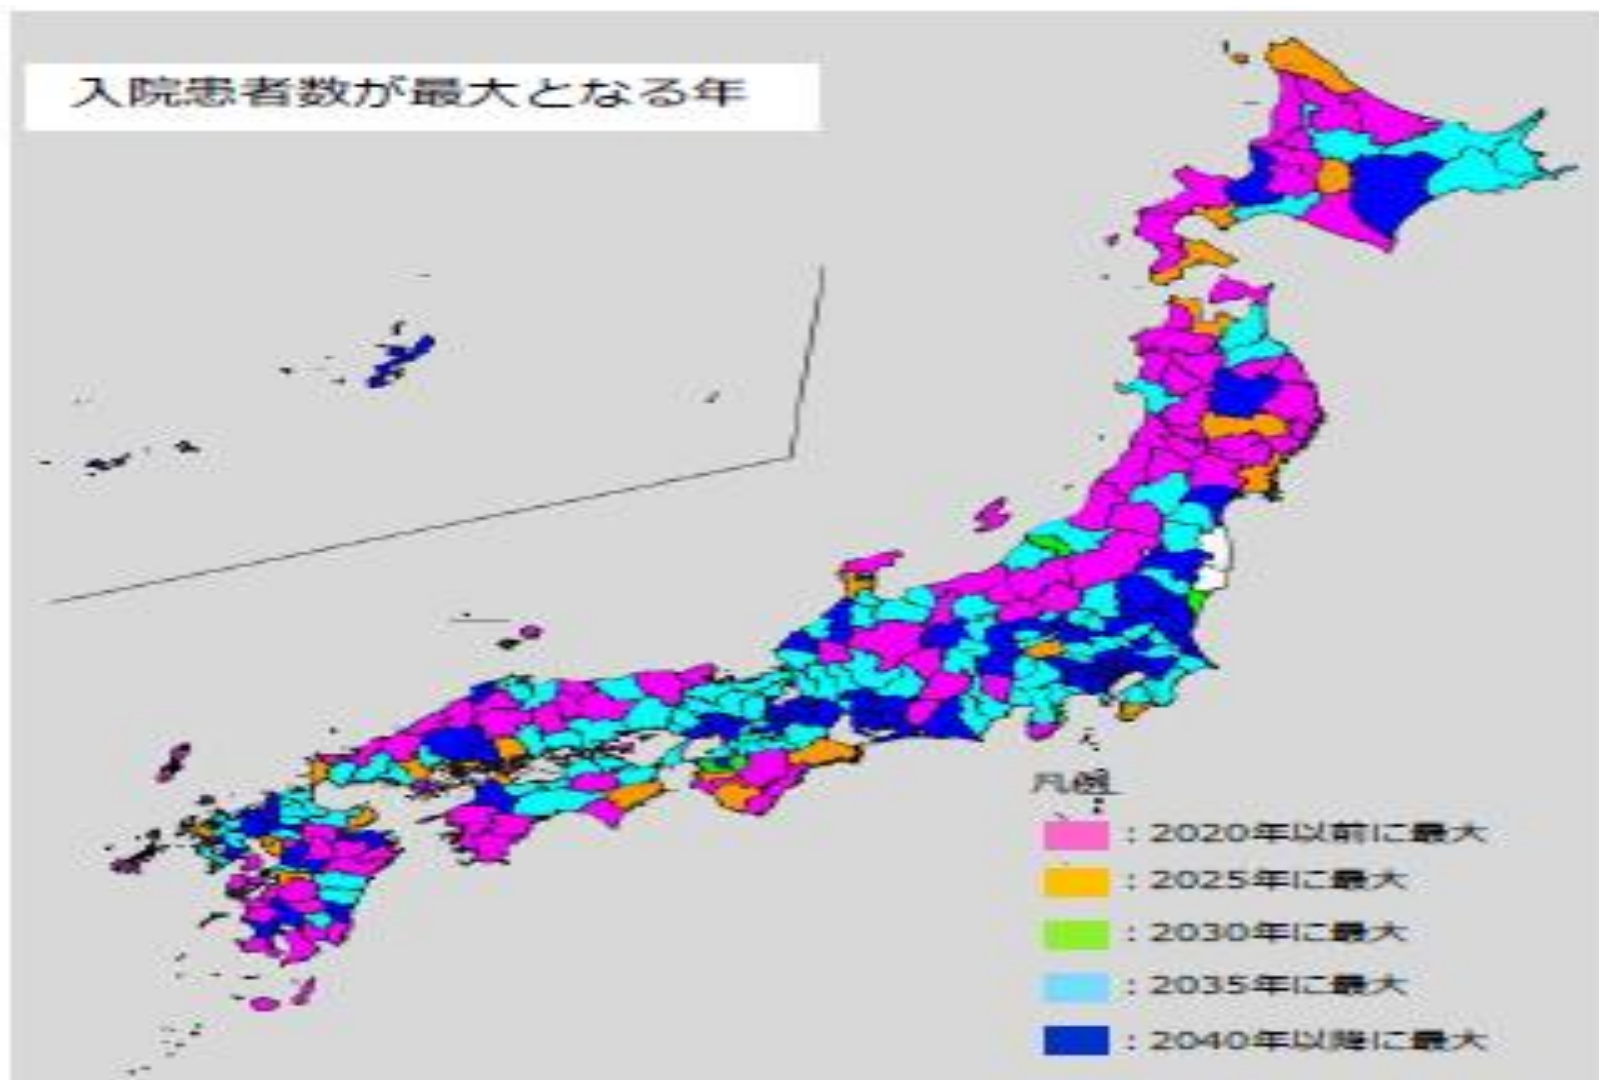 入院患者数が最大となる年
凡例
：2020年以前に最大
：2025年に最大
：2030年に最大
：2035年に最大
：2040年以降に最大